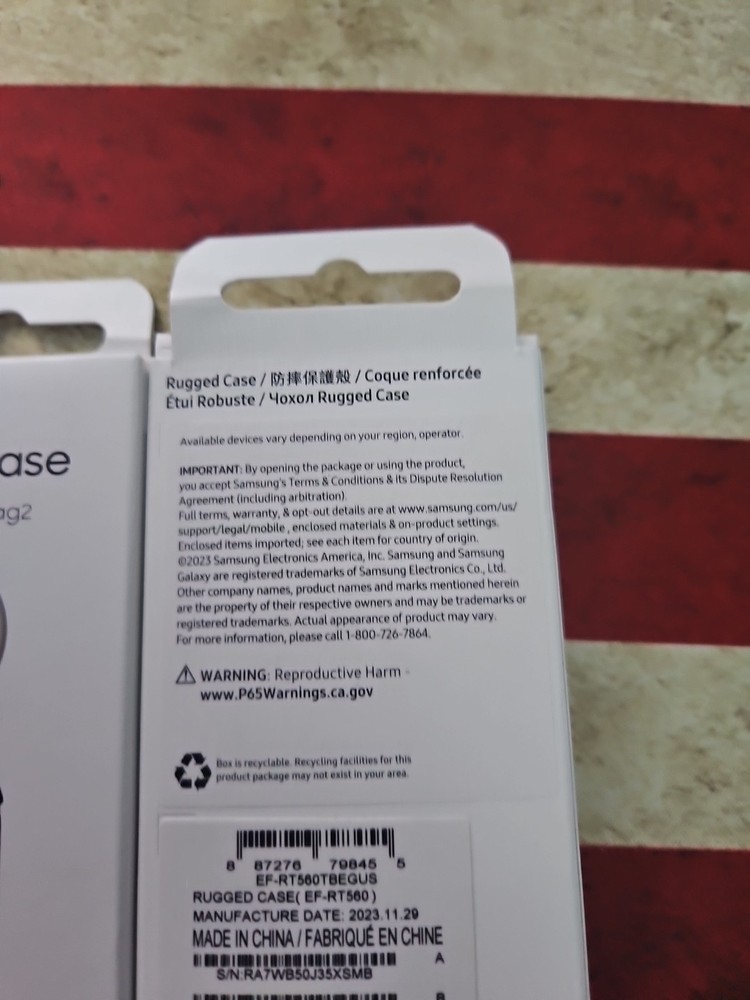 ase
ag2
Rugged Case / 防摔保護殼 / Coque renforcée
Étui Robuste / Чохол Rugged Case
Available devices vary depending on your region, operator.
IMPORTANT: By opening the package or using the product,
you accept Samsung's Terms & Conditions & its Dispute Resolution
Agreement (including arbitration).
Full terms, warranty, & opt-out details are at www.samsung.com/us/
support/legal/mobile , enclosed materials & on-product settings.
Enclosed items imported; see each item for country of origin.
©2023 Samsung Electronics America, Inc. Samsung and Samsung
Galaxy are registered trademarks of Samsung Electronics Co., Ltd.
Other company names, product names and marks mentioned herein
are the property of their respective owners and may be trademarks or
registered trademarks. Actual appearance of product may vary.
For more information, please call 1-800-726-7864.
WARNING: Reproductive Harm -
www.P65Warnings.ca.gov
Box is recyclable. Recycling facilities for this
product package may not exist in your area.
8 87276 79845 5
EF-RT560TBEGUS
RUGGED CASE( EF-RT560 )
MANUFACTURE DATE: 2023.11.29
MADE IN CHINA / FABRIQUÉ EN CHINE
A
S/N:RA7WB50J35XSMB
B